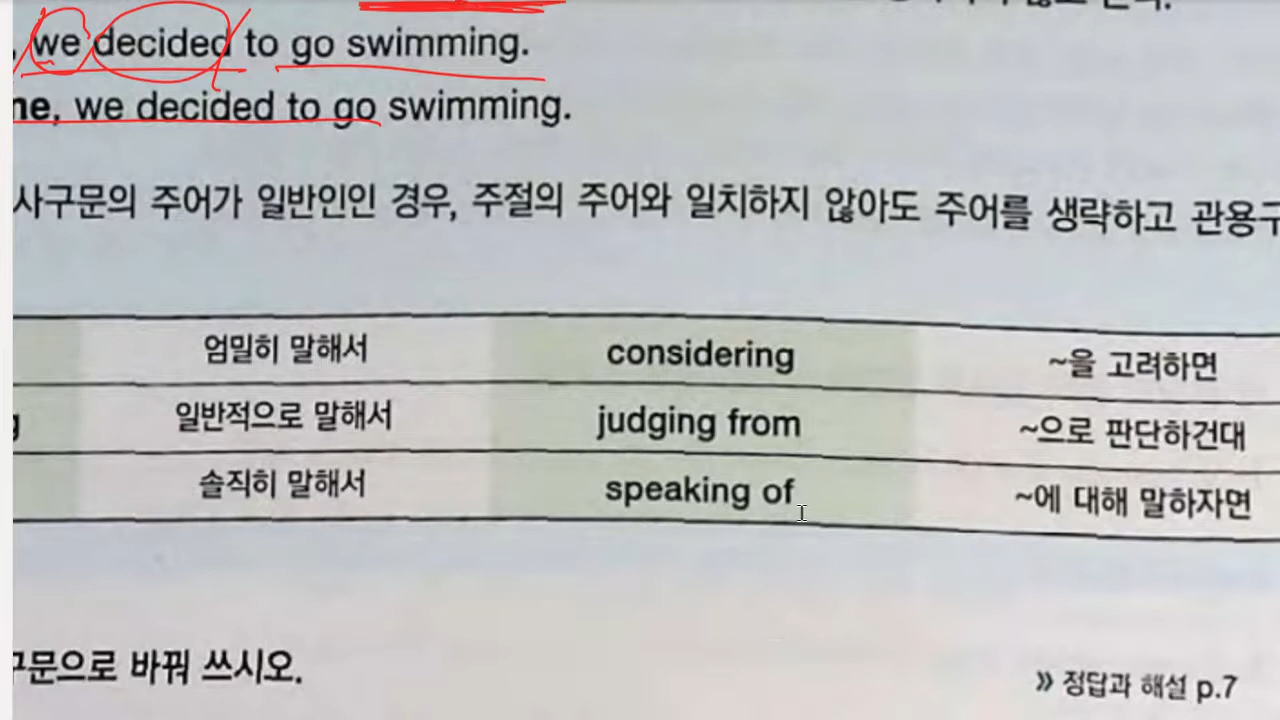 , we decided to go swimming.
ne, we decided to go swimming.
사구문의 주어가 일반인인 경우, 주절의 주어와 일치하지 않아도 주어를 생략하고 관용구
엄밀히 말해서 considering ~을 고려하면
g 일반적으로 말해서 judging from ~으로 판단하건대
솔직히 말해서 speaking of ~에 대해 말하자면
구문으로 바꿔 쓰시오.
» 정답과 해설 p.7